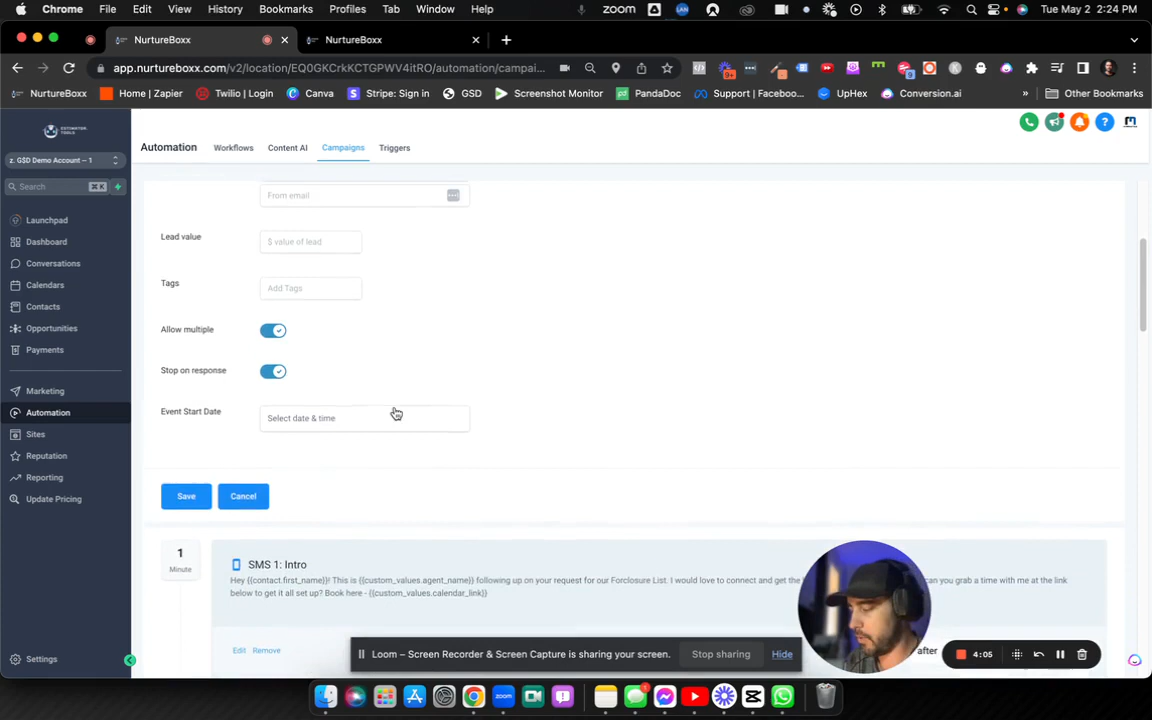 Chrome File Edit View History Bookmarks Profiles Tab Window Help zoom Tue May 2 2:24 PM
NurtureBoxx NurtureBoxx
app.nurtureboxx.com/v2/location/EQ0GKCrkKCTGPWV4itRO/automation/campai... 9+
NurtureBoxx Home | Zapier Twilio | Login Canva Stripe: Sign in GSD Screenshot Monitor PandaDoc Support | Faceboo... UpHex Conversion.ai » Other Bookmarks
ESTIMATOR TOOLS
Automation Workflows Content AI Campaigns Triggers
z. GSD Demo Account -- 1
Search ⌘K
Launchpad
Dashboard
Conversations
Calendars
Contacts
Opportunities
Payments
Marketing
Automation
Sites
Reputation
Reporting
Update Pricing
Settings
From email
Lead value $ value of lead
Tags Add Tags
Allow multiple
Stop on response
Event Start Date Select date & time
Save Cancel
1 Minute
SMS 1: Intro
Hey {{contact.first_name}}! This is {{custom_values.agent_name}} following up on your request for our Forclosure List. I would love to connect and get the can you grab a time with me at the link
below to get it all set up? Book here - {{custom_values.calendar_link}}
Edit Remove after
Loom – Screen Recorder & Screen Capture is sharing your screen. Stop sharing Hide
4:05